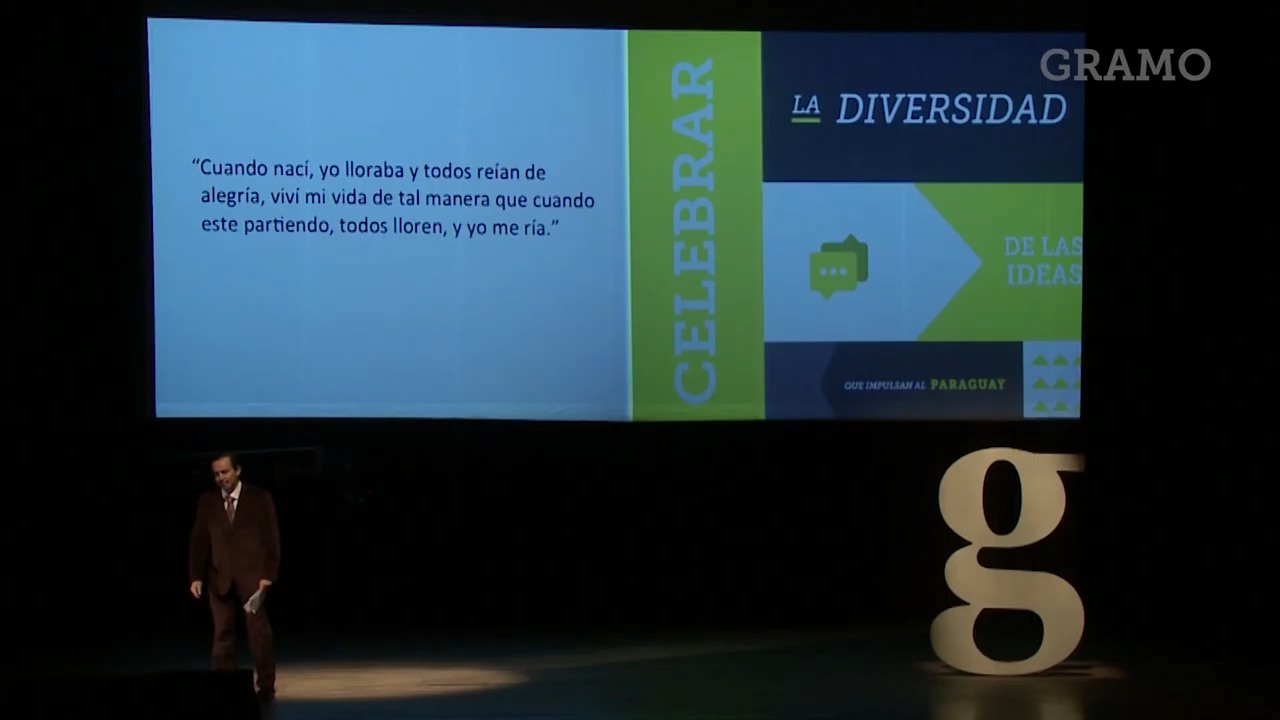 “Cuando nací, yo lloraba y todos reían de
alegría, viví mi vida de tal manera que cuando
este partiendo, todos lloren, y yo me ría.”
CELEBRAR
LA DIVERSIDAD
DE LAS
IDEAS
QUE IMPULSAN AL PARAGUAY
GRAMO
g